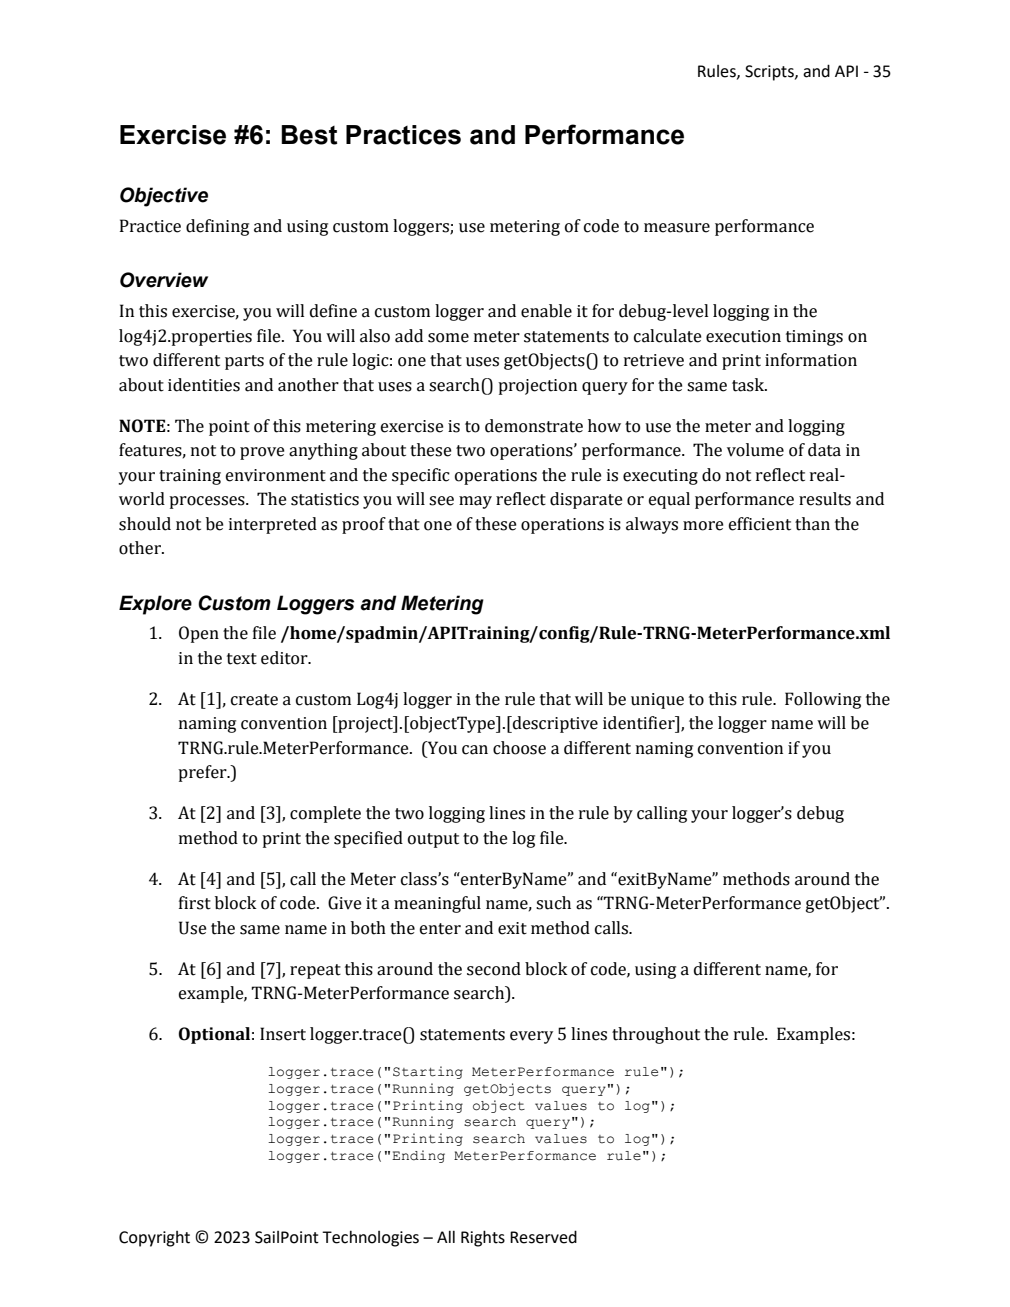 Rules, Scripts, and API - 35
Exercise #6: Best Practices and Performance
Objective
Practice defining and using custom loggers; use metering of code to measure performance
Overview
In this exercise, you will define a custom logger and enable it for debug-level logging in the
log4j2.properties file.  You will also add some meter statements to calculate execution timings on
two different parts of the rule logic: one that uses getObjects() to retrieve and print information
about identities and another that uses a search() projection query for the same task.
NOTE: The point of this metering exercise is to demonstrate how to use the meter and logging
features, not to prove anything about these two operations’ performance.  The volume of data in
your training environment and the specific operations the rule is executing do not reflect real-
world processes.  The statistics you will see may reflect disparate or equal performance results and
should not be interpreted as proof that one of these operations is always more efficient than the
other.
Explore Custom Loggers and Metering
1. Open the file /home/spadmin/APITraining/config/Rule-TRNG-MeterPerformance.xml
in the text editor.
2. At [1], create a custom Log4j logger in the rule that will be unique to this rule.  Following the
naming convention [project].[objectType].[descriptive identifier], the logger name will be
TRNG.rule.MeterPerformance.  (You can choose a different naming convention if you
prefer.)
3. At [2] and [3], complete the two logging lines in the rule by calling your logger’s debug
method to print the specified output to the log file.
4. At [4] and [5], call the Meter class’s “enterByName” and “exitByName” methods around the
first block of code.  Give it a meaningful name, such as “TRNG-MeterPerformance getObject”.
Use the same name in both the enter and exit method calls.
5. At [6] and [7], repeat this around the second block of code, using a different name, for
example, TRNG-MeterPerformance search).
6. Optional: Insert logger.trace() statements every 5 lines throughout the rule.  Examples:
logger.trace("Starting MeterPerformance rule");
logger.trace("Running getObjects query");
logger.trace("Printing object values to log");
logger.trace("Running search query");
logger.trace("Printing search values to log");
logger.trace("Ending MeterPerformance rule");
Copyright © 2023 SailPoint Technologies – All Rights Reserved